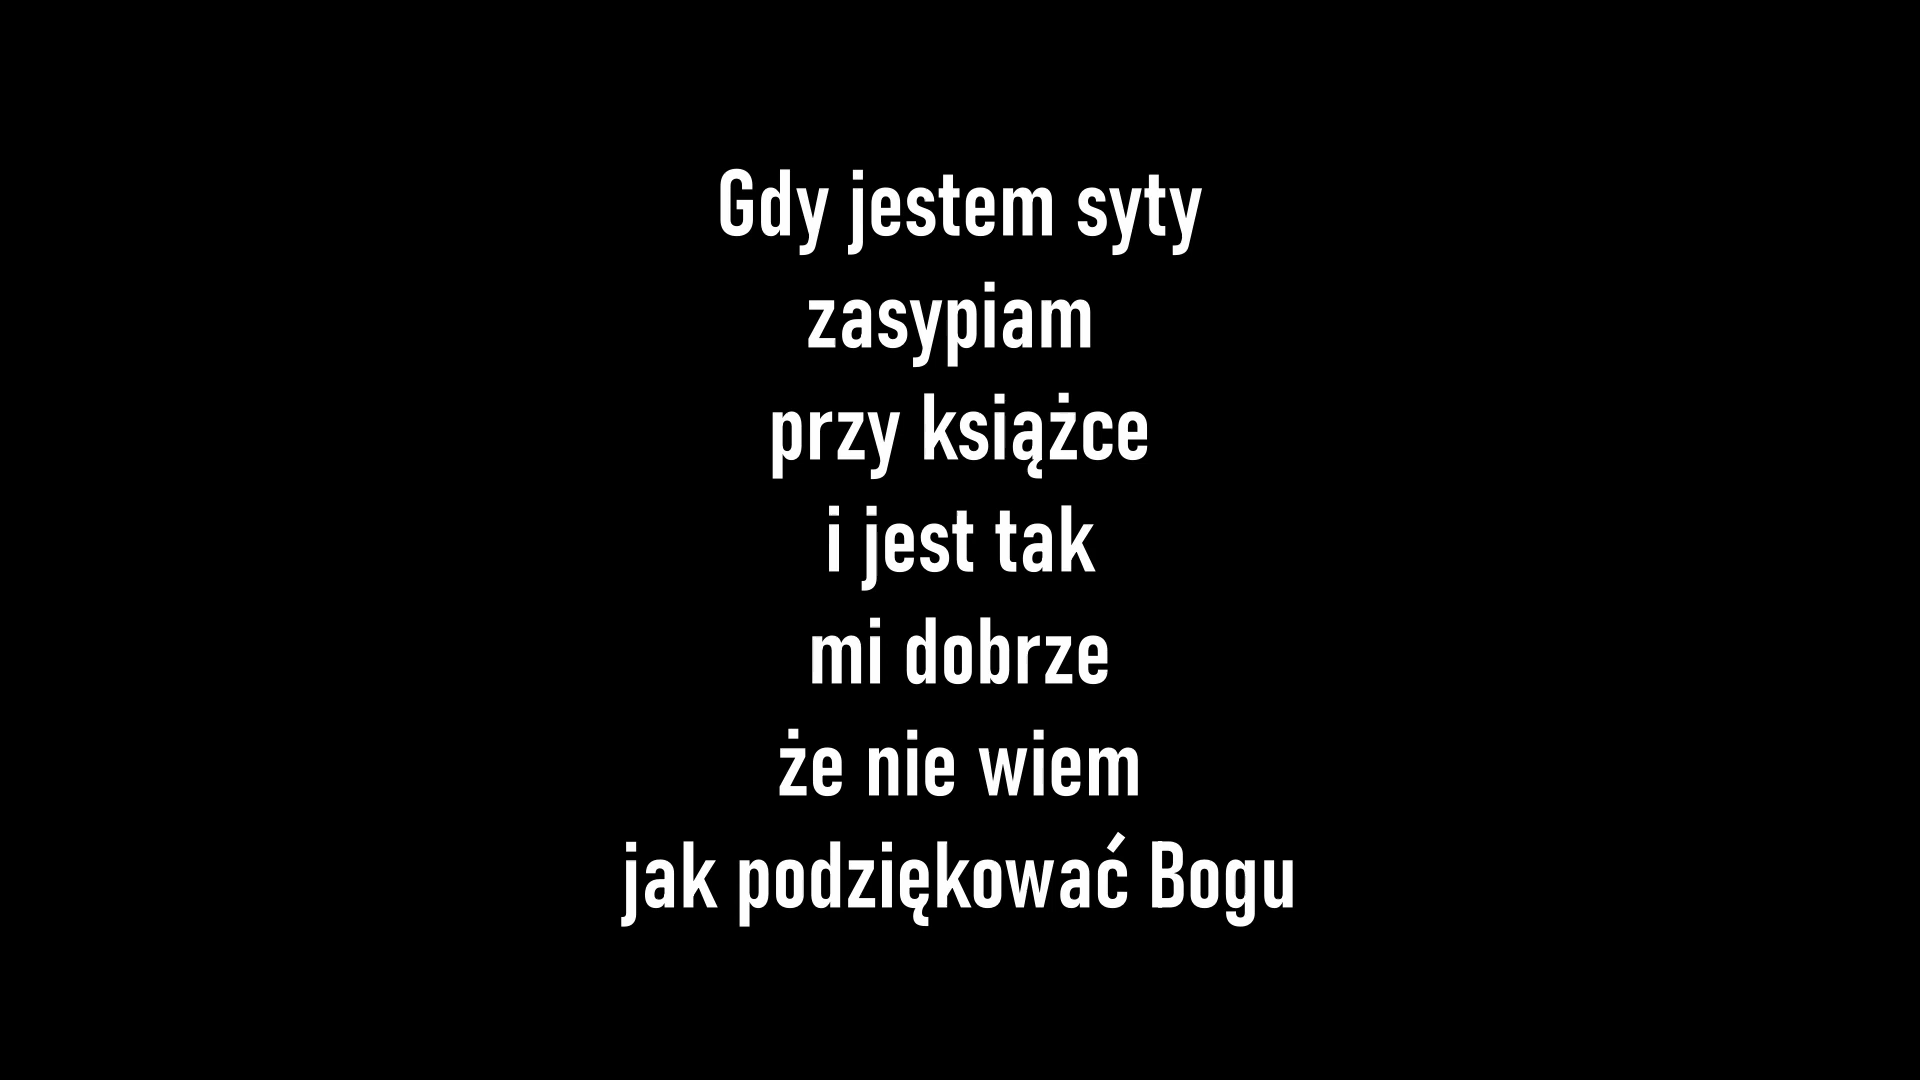 Gdy jestem syty
zasypiam
przy książce
i jest tak
mi dobrze
że nie wiem
jak podziękować Bogu